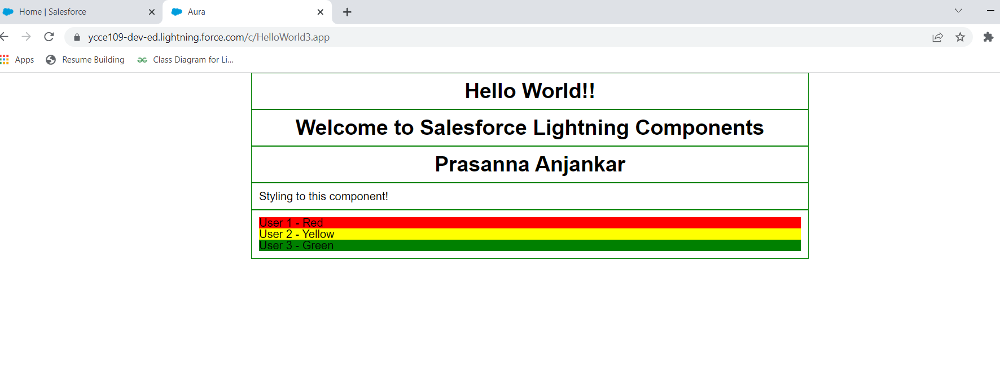 Home | Salesforce
Aura
ycce109-dev-ed.lightning.force.com/c/HelloWorld3.app
Apps
Resume Building
Class Diagram for Li...
Hello World!!
Welcome to Salesforce Lightning Components
Prasanna Anjankar
Styling to this component!
User 1 - Red
User 2 - Yellow
User 3 - Green